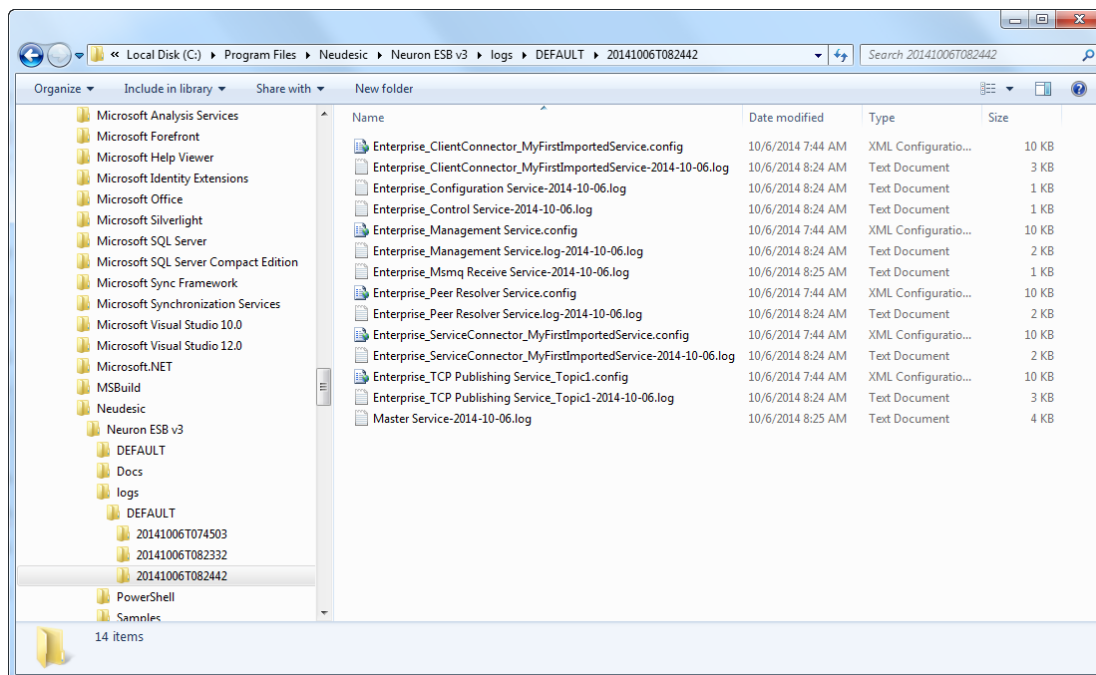 « Local Disk (C:) ▸ Program Files ▸ Neudesic ▸ Neuron ESB v3 ▸ logs ▸ DEFAULT ▸ 20141006T082442
Search 20141006T082442
Organize Include in library Share with New folder
Microsoft Analysis Services
Microsoft Forefront
Microsoft Help Viewer
Microsoft Identity Extensions
Microsoft Office
Microsoft Silverlight
Microsoft SQL Server
Microsoft SQL Server Compact Edition
Microsoft Sync Framework
Microsoft Synchronization Services
Microsoft Visual Studio 10.0
Microsoft Visual Studio 12.0
Microsoft.NET
MSBuild
Neudesic
Neuron ESB v3
DEFAULT
Docs
logs
DEFAULT
20141006T074503
20141006T082332
20141006T082442
PowerShell
Samples
Name Date modified Type Size
Enterprise_ClientConnector_MyFirstImportedService.config 10/6/2014 7:44 AM XML Configuratio... 10 KB
Enterprise_ClientConnector_MyFirstImportedService-2014-10-06.log 10/6/2014 8:24 AM Text Document 3 KB
Enterprise_Configuration Service-2014-10-06.log 10/6/2014 8:24 AM Text Document 1 KB
Enterprise_Control Service-2014-10-06.log 10/6/2014 8:24 AM Text Document 1 KB
Enterprise_Management Service.config 10/6/2014 7:44 AM XML Configuratio... 10 KB
Enterprise_Management Service.log-2014-10-06.log 10/6/2014 8:24 AM Text Document 2 KB
Enterprise_Msmq Receive Service-2014-10-06.log 10/6/2014 8:25 AM Text Document 1 KB
Enterprise_Peer Resolver Service.config 10/6/2014 7:44 AM XML Configuratio... 10 KB
Enterprise_Peer Resolver Service.log-2014-10-06.log 10/6/2014 8:24 AM Text Document 2 KB
Enterprise_ServiceConnector_MyFirstImportedService.config 10/6/2014 7:44 AM XML Configuratio... 10 KB
Enterprise_ServiceConnector_MyFirstImportedService-2014-10-06.log 10/6/2014 8:24 AM Text Document 2 KB
Enterprise_TCP Publishing Service_Topic1.config 10/6/2014 7:44 AM XML Configuratio... 10 KB
Enterprise_TCP Publishing Service_Topic1-2014-10-06.log 10/6/2014 8:24 AM Text Document 3 KB
Master Service-2014-10-06.log 10/6/2014 8:25 AM Text Document 4 KB
14 items